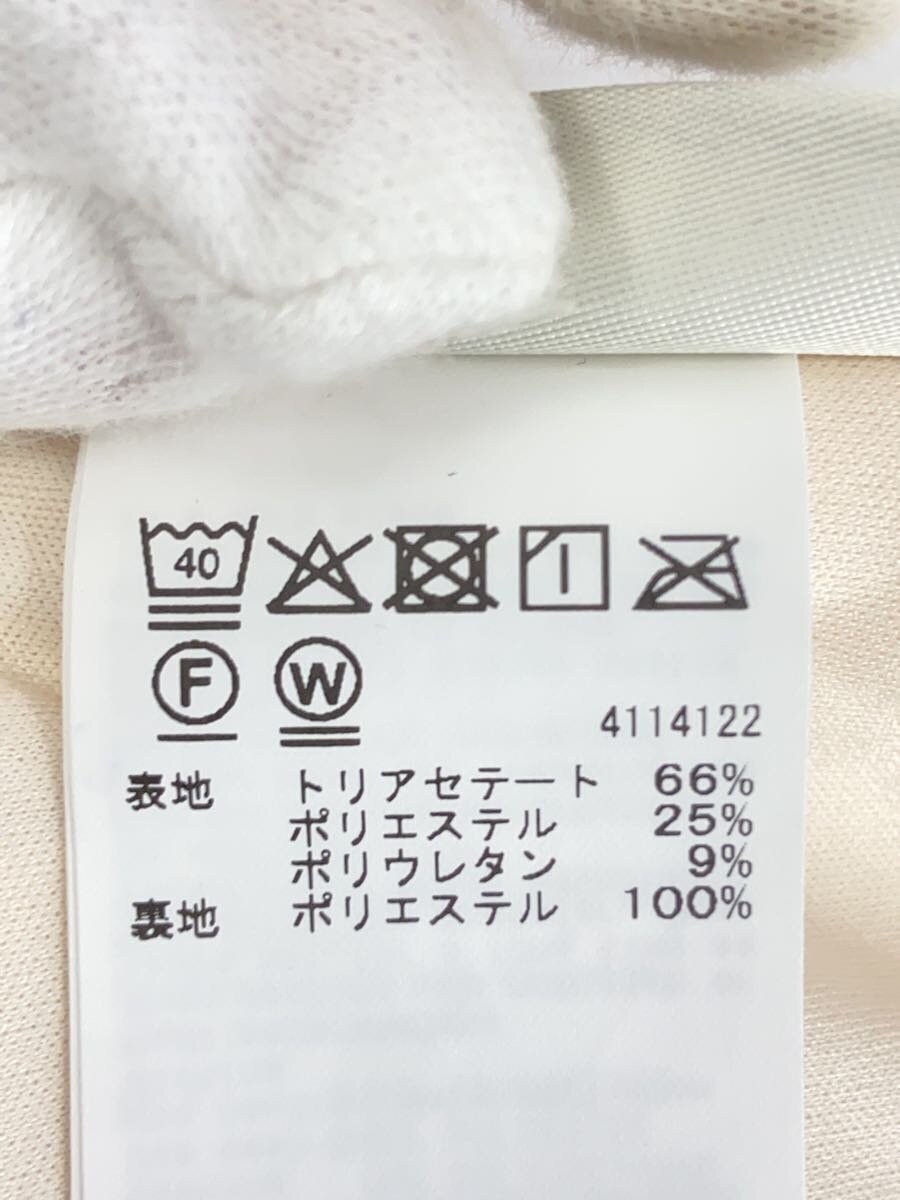 40
F W
4114122
表地 トリアセテート 66%
ポリエステル 25%
ポリウレタン 9%
裏地 ポリエステル 100%